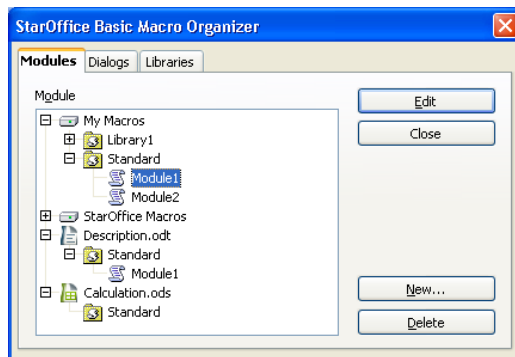 StarOffice Basic Macro Organizer
Modules Dialogs Libraries
Module
My Macros
Library1
Standard
Module1
Module2
StarOffice Macros
Description.odt
Standard
Module1
Calculation.ods
Standard
Edit
Close
New...
Delete